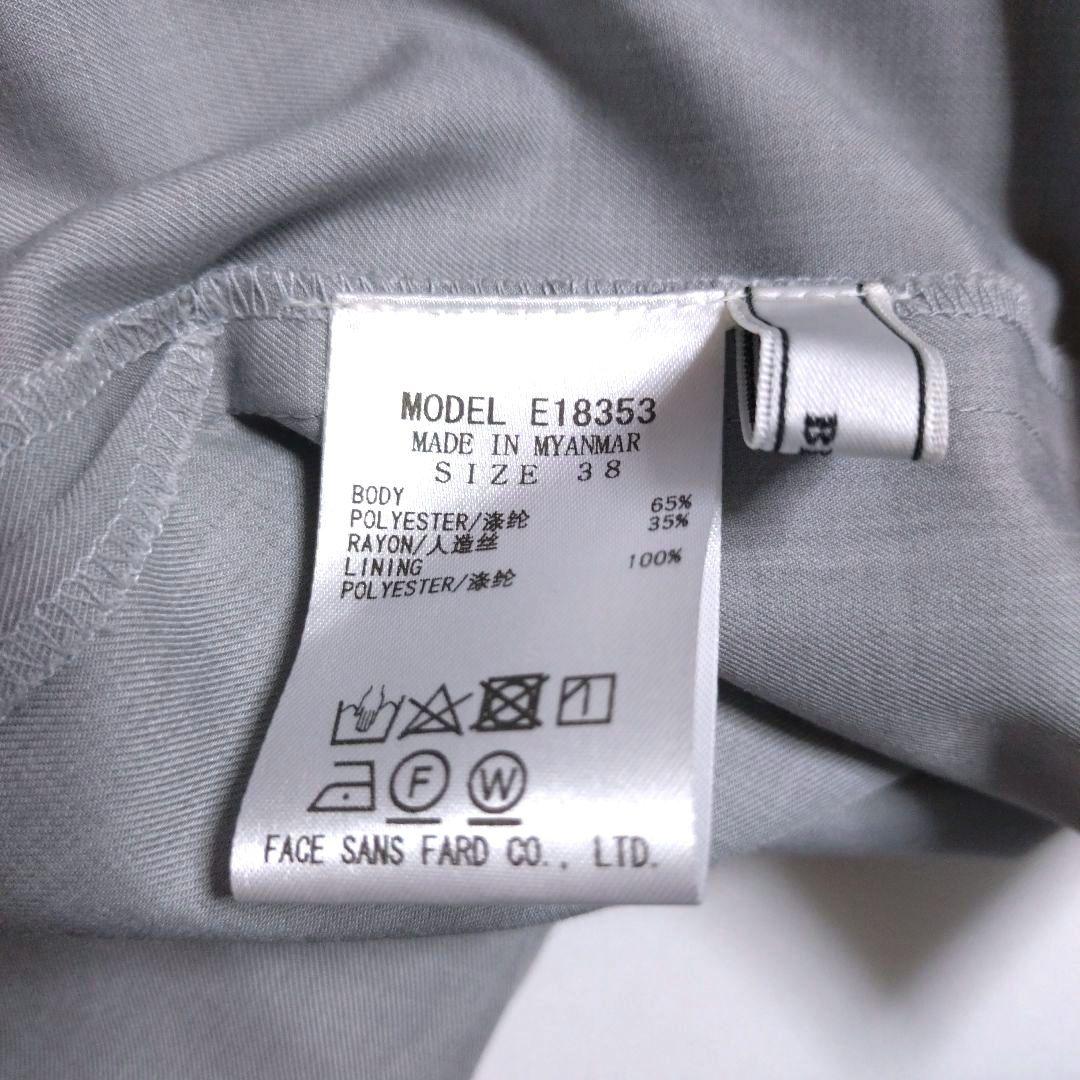 MODEL E18353
MADE IN MYANMAR
SIZE 38
BODY
POLYESTER/涤纶 65%
RAYON/人造丝 35%
LINING
POLYESTER/涤纶 100%
F W
FACE SANS FARD CO., LTD.